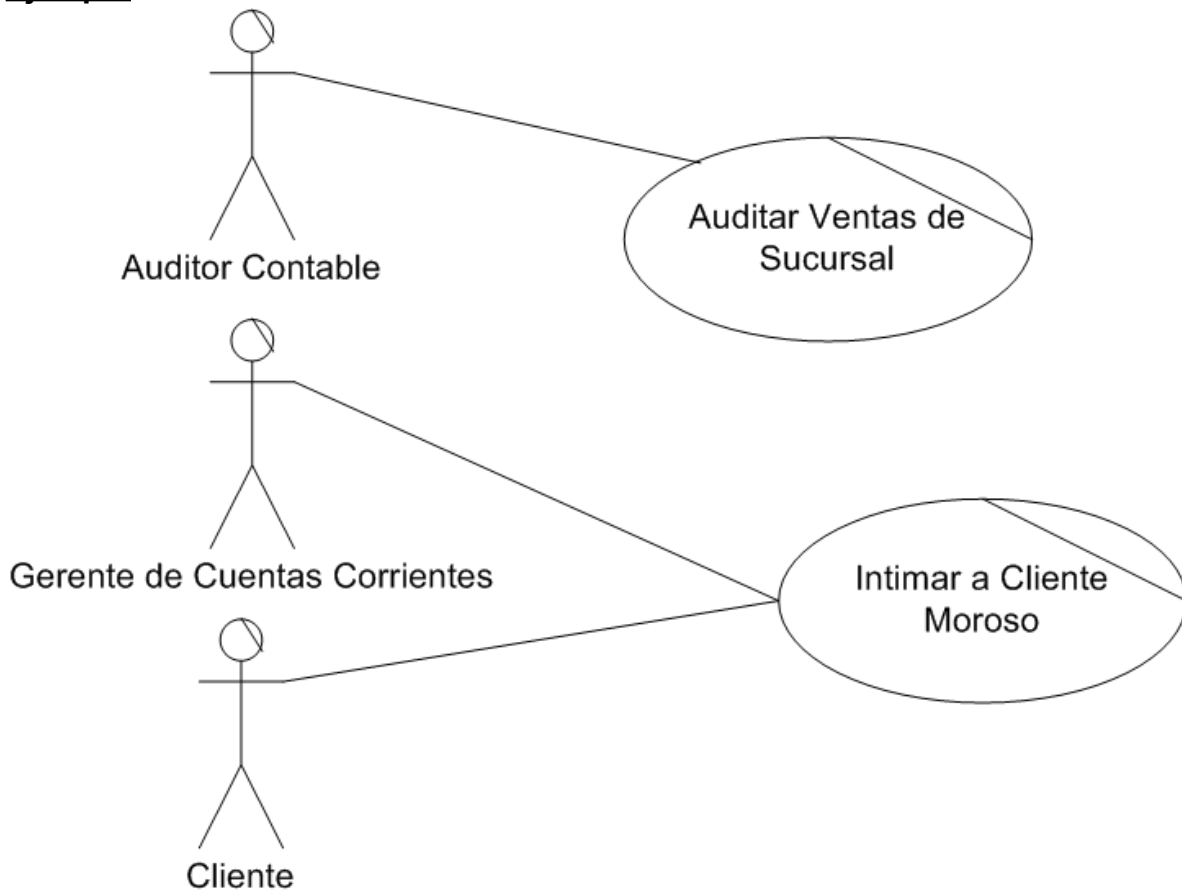 Auditar Ventas de
Sucursal
Auditor Contable
Gerente de Cuentas Corrientes
Intimar a Cliente
Moroso
Cliente